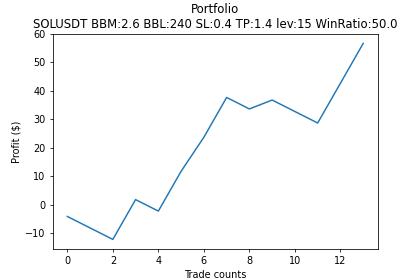 Portfolio
SOLUSDT BBM:2.6 BBL:240 SL:0.4 TP:1.4 lev:15 WinRatio:50.0
60
50
40
30
20
10
0
−10
Profit ($)
0 2 4 6 8 10 12
Trade counts